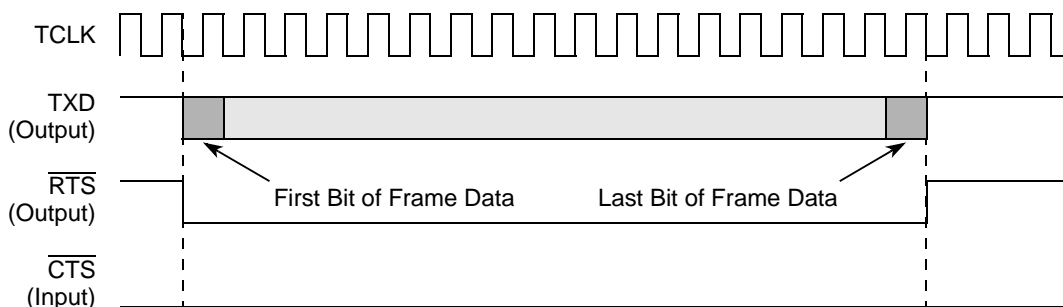 TCLK
TXD
(Output)
First Bit of Frame Data
Last Bit of Frame Data
RTS
(Output)
CTS
(Input)